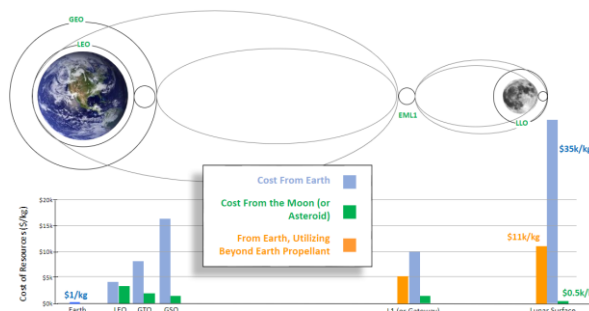 GEO
LEO
EML1
LLO
Cost From Earth
Cost From the Moon (or
Asteroid)
From Earth, Utilizing
Beyond Earth Propellant
$35k/kg
$11k/kg
$0.5k/
$1/kg
Cost of Resources ($/kg)
$20k
$15k
$10k
$5k
$0k
Earth
LEO
GTO
GSO
L1 (or Gateway)
Lunar Surface